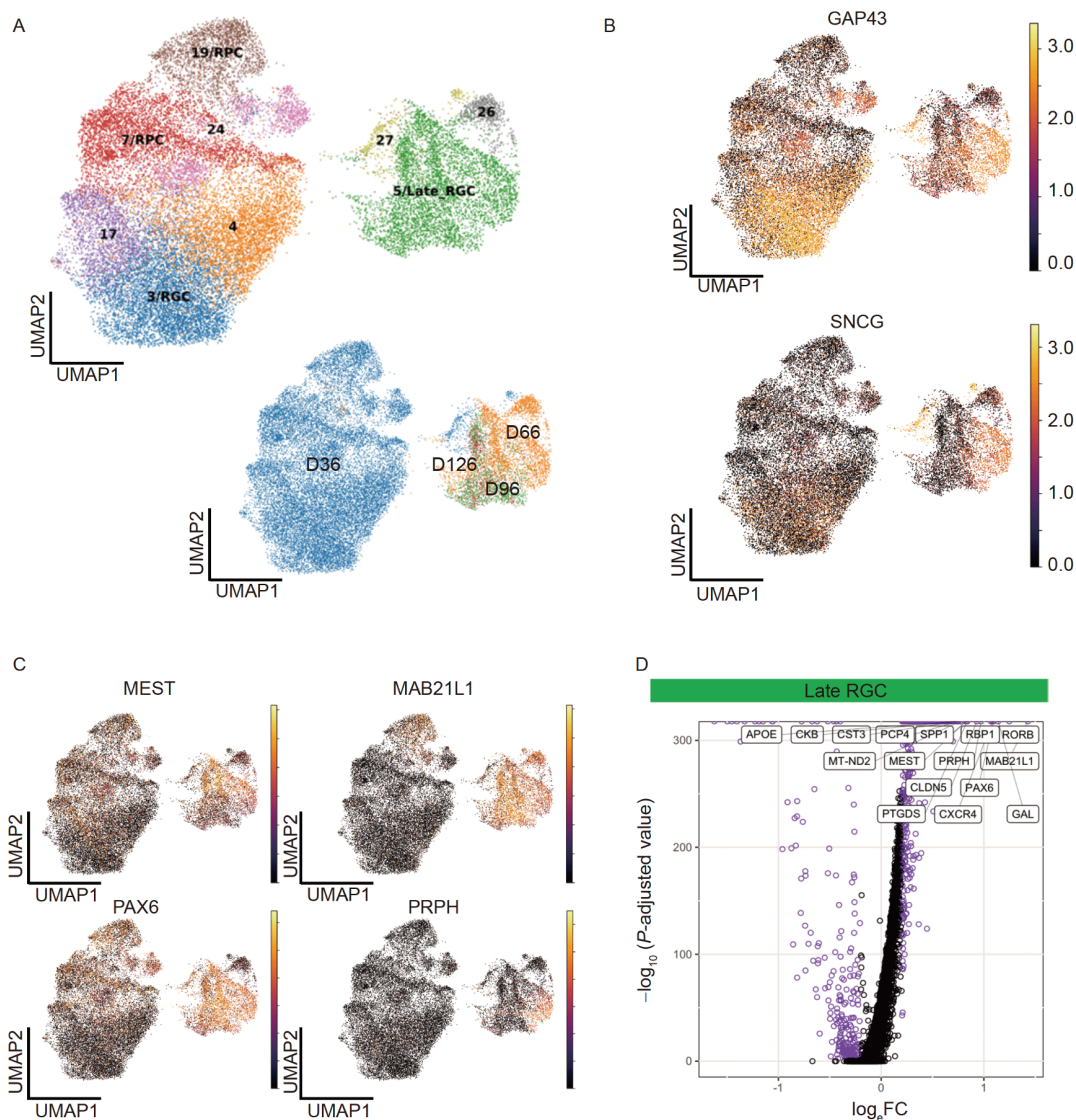 A
19/RPC
7/RPC
24
17
4
3/RGC
27
26
5/Late_RGC
UMAP2
UMAP1
D36
D126
D66
D96
UMAP2
UMAP1
B
GAP43
3.0
2.0
1.0
0.0
UMAP2
UMAP1
SNCG
3.0
2.0
1.0
0.0
UMAP2
UMAP1
C
MEST
MAB21L1
UMAP2
UMAP1
UMAP2
UMAP1
PAX6
PRPH
UMAP2
UMAP1
UMAP2
UMAP1
D
Late RGC
APOE CKB CST3 PCP4 SPP1 RBP1 RORB
MT-ND2 MEST PRPH MAB21L1
CLDN5 PAX6
PTGDS CXCR4 GAL
300
200
100
0
−log10 (P-adjusted value)
-1 0 1
logeFC